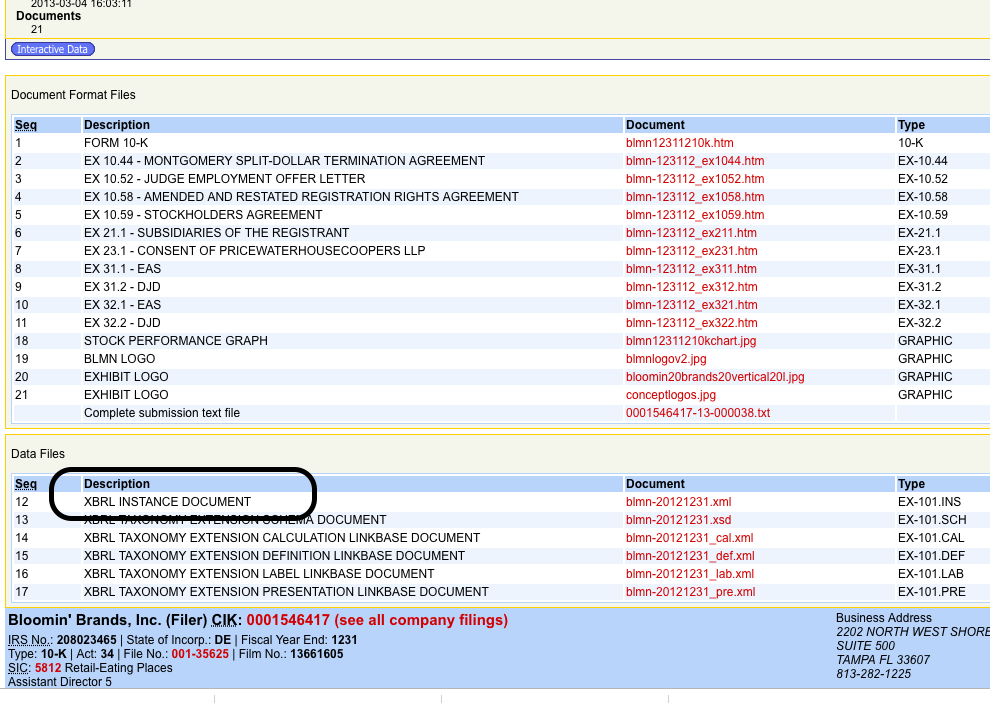 2013-03-04 16:03:11
Documents
21
Interactive Data
Document Format Files
Seq Description Document Type
1 FORM 10-K blmn12311210k.htm 10-K
2 EX 10.44 - MONTGOMERY SPLIT-DOLLAR TERMINATION AGREEMENT blmn-123112_ex1044.htm EX-10.44
3 EX 10.52 - JUDGE EMPLOYMENT OFFER LETTER blmn-123112_ex1052.htm EX-10.52
4 EX 10.58 - AMENDED AND RESTATED REGISTRATION RIGHTS AGREEMENT blmn-123112_ex1058.htm EX-10.58
5 EX 10.59 - STOCKHOLDERS AGREEMENT blmn-123112_ex1059.htm EX-10.59
6 EX 21.1 - SUBSIDIARIES OF THE REGISTRANT blmn-123112_ex211.htm EX-21.1
7 EX 23.1 - CONSENT OF PRICEWATERHOUSECOOPERS LLP blmn-123112_ex231.htm EX-23.1
8 EX 31.1 - EAS blmn-123112_ex311.htm EX-31.1
9 EX 31.2 - DJD blmn-123112_ex312.htm EX-31.2
10 EX 32.1 - EAS blmn-123112_ex321.htm EX-32.1
11 EX 32.2 - DJD blmn-123112_ex322.htm EX-32.2
18 STOCK PERFORMANCE GRAPH blmn12311210kchart.jpg GRAPHIC
19 BLMN LOGO blmnlogov2.jpg GRAPHIC
20 EXHIBIT LOGO bloomin20brands20vertical20l.jpg GRAPHIC
21 EXHIBIT LOGO conceptlogos.jpg GRAPHIC
Complete submission text file 0001546417-13-000038.txt
Data Files
Seq Description Document Type
12 XBRL INSTANCE DOCUMENT blmn-20121231.xml EX-101.INS
13 XBRL TAXONOMY EXTENSION SCHEMA DOCUMENT blmn-20121231.xsd EX-101.SCH
14 XBRL TAXONOMY EXTENSION CALCULATION LINKBASE DOCUMENT blmn-20121231_cal.xml EX-101.CAL
15 XBRL TAXONOMY EXTENSION DEFINITION LINKBASE DOCUMENT blmn-20121231_def.xml EX-101.DEF
16 XBRL TAXONOMY EXTENSION LABEL LINKBASE DOCUMENT blmn-20121231_lab.xml EX-101.LAB
17 XBRL TAXONOMY EXTENSION PRESENTATION LINKBASE DOCUMENT blmn-20121231_pre.xml EX-101.PRE
Bloomin' Brands, Inc. (Filer) CIK: 0001546417 (see all company filings)
IRS No.: 208023465 | State of Incorp.: DE | Fiscal Year End: 1231
Type: 10-K | Act: 34 | File No.: 001-35625 | Film No.: 13661605
SIC: 5812 Retail-Eating Places
Assistant Director 5
Business Address
2202 NORTH WEST SHORE
SUITE 500
TAMPA FL 33607
813-282-1225